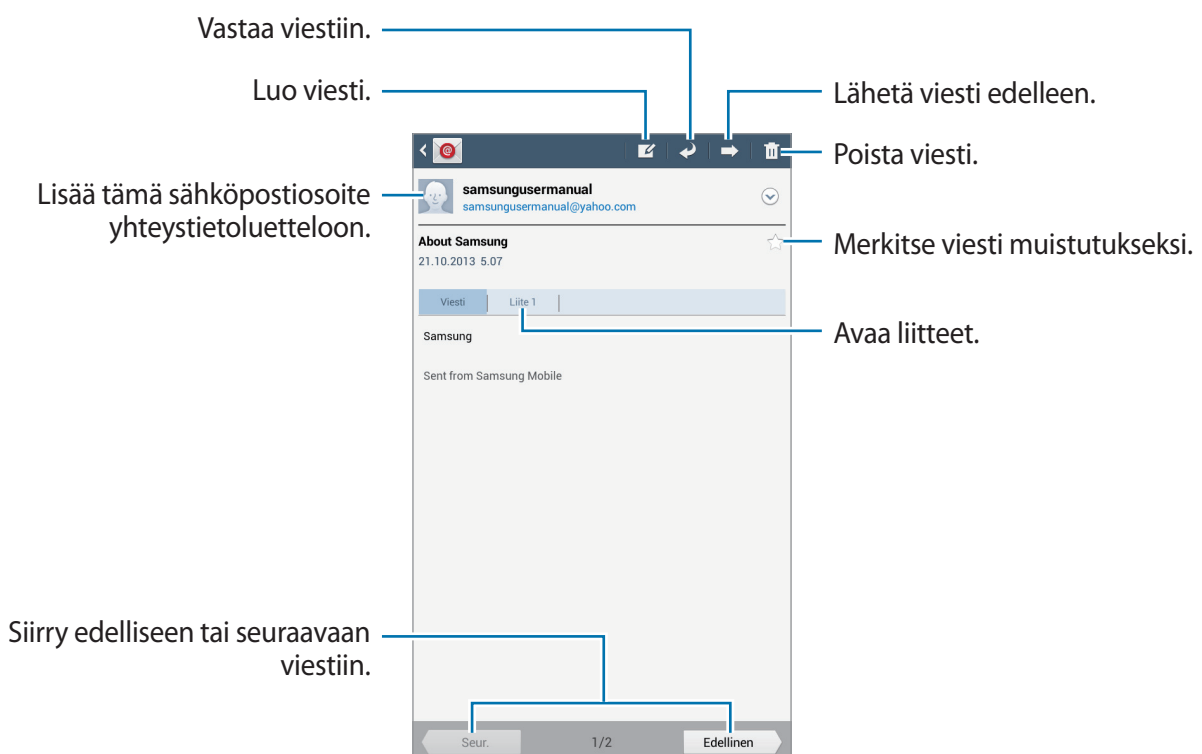 Vastaa viestiin.
Luo viesti.
Lähetä viesti edelleen.
Poista viesti.
Lisää tämä sähköpostiosoite
yhteystietoluetteloon.
samsungusermanual
samsungusermanual@yahoo.com
About Samsung
21.10.2013 5.07
Merkitse viesti muistutukseksi.
Viesti
Liite 1
Avaa liitteet.
Samsung
Sent from Samsung Mobile
Siirry edelliseen tai seuraavaan
viestiin.
Seur.
1/2
Edellinen